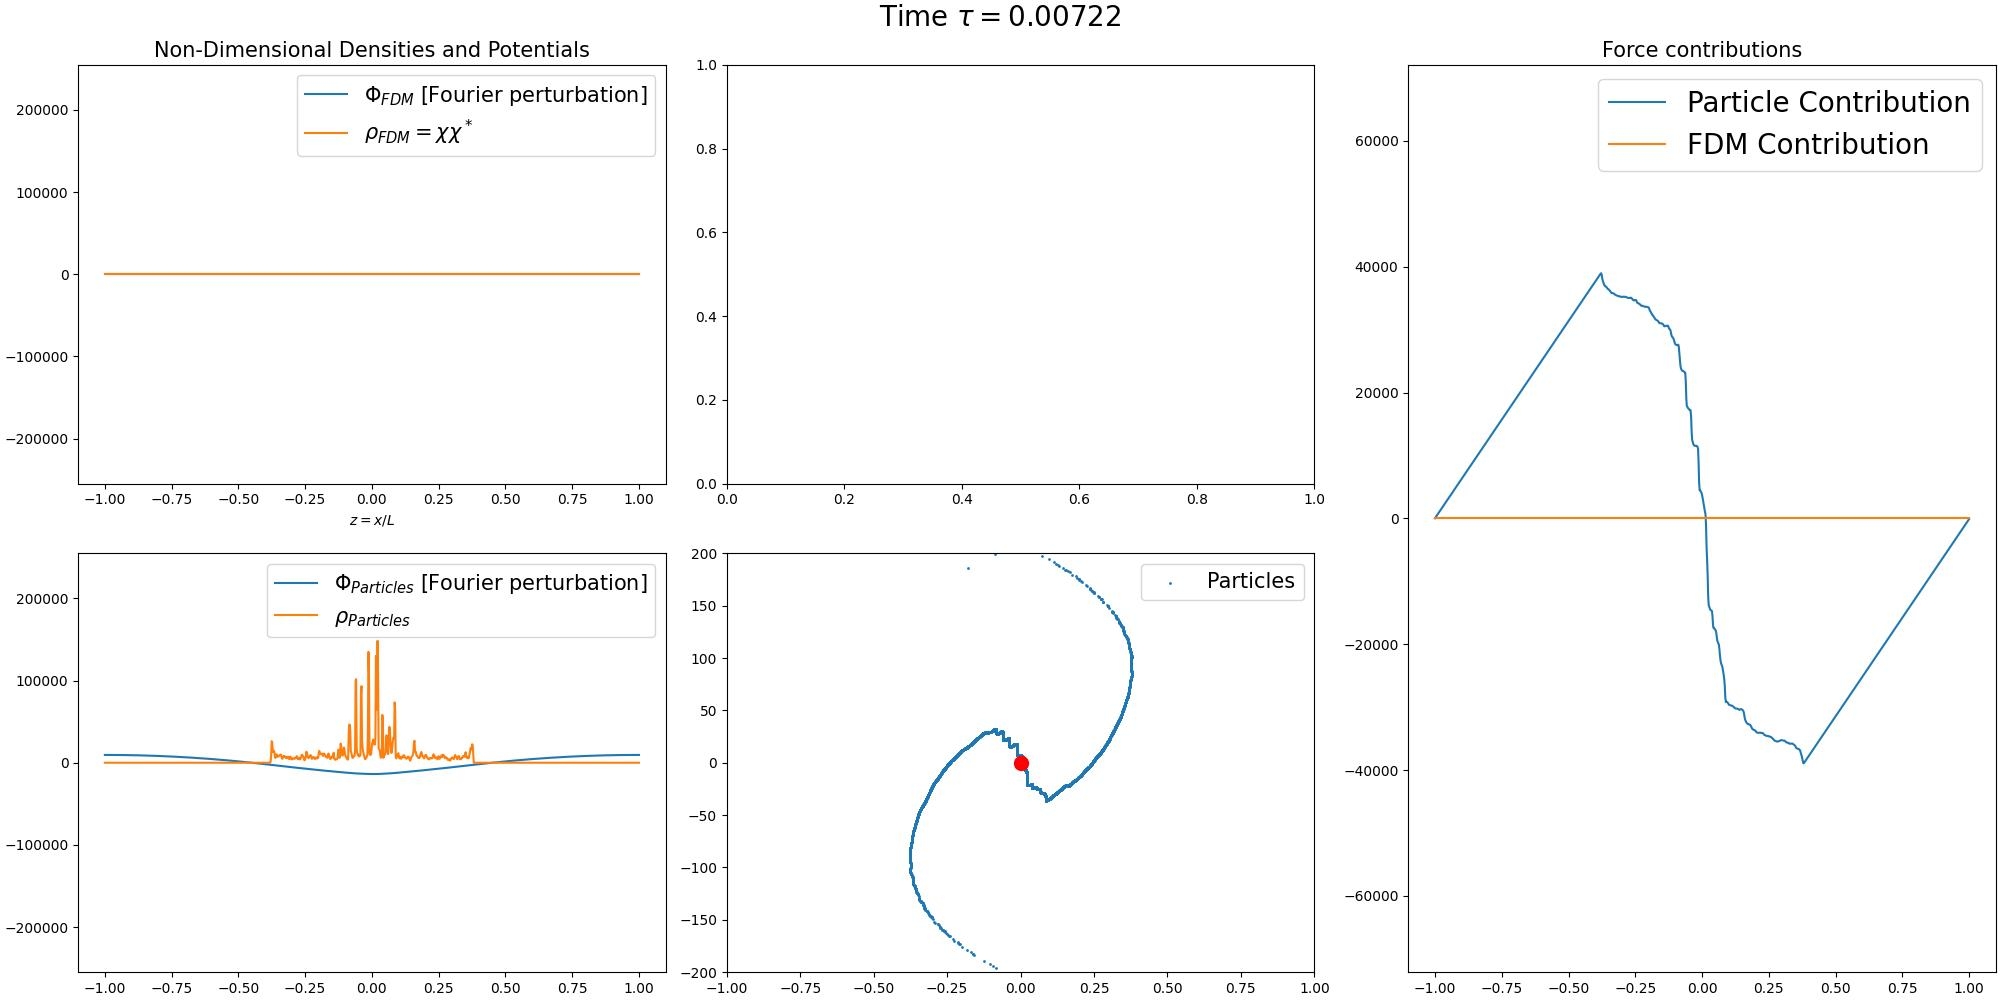 Time τ = 0.00722
Non-Dimensional Densities and Potentials
200000
100000
0
−100000
−200000
Φ_FDM [Fourier perturbation]
ρ_FDM = χχ*
−1.00 −0.75 −0.50 −0.25 0.00 0.25 0.50 0.75 1.00
z = x/L
1.0
0.8
0.6
0.4
0.2
0.0
0.0 0.2 0.4 0.6 0.8 1.0
Force contributions
Particle Contribution
FDM Contribution
60000
40000
20000
0
−20000
−40000
−60000
−1.00 −0.75 −0.50 −0.25 0.00 0.25 0.50 0.75 1.00
Φ_Particles [Fourier perturbation]
ρ_Particles
200000
100000
0
−100000
−200000
−1.00 −0.75 −0.50 −0.25 0.00 0.25 0.50 0.75 1.00
Particles
200
150
100
50
0
−50
−100
−150
−200
−1.00 −0.75 −0.50 −0.25 0.00 0.25 0.50 0.75 1.00